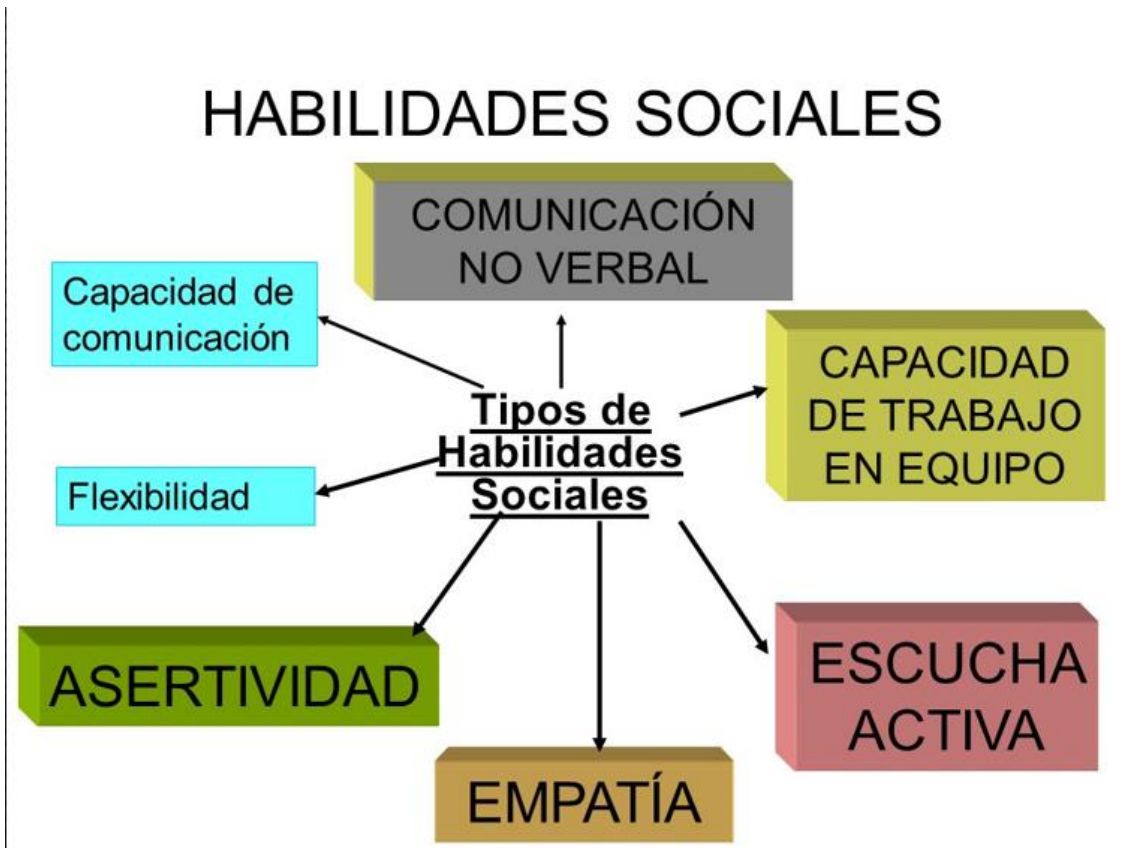 HABILIDADES SOCIALES
COMUNICACIÓN
NO VERBAL
Capacidad de
comunicación
CAPACIDAD
DE TRABAJO
EN EQUIPO
Tipos de
Habilidades
Sociales
Flexibilidad
ASERTIVIDAD
ESCUCHA
ACTIVA
EMPATÍA